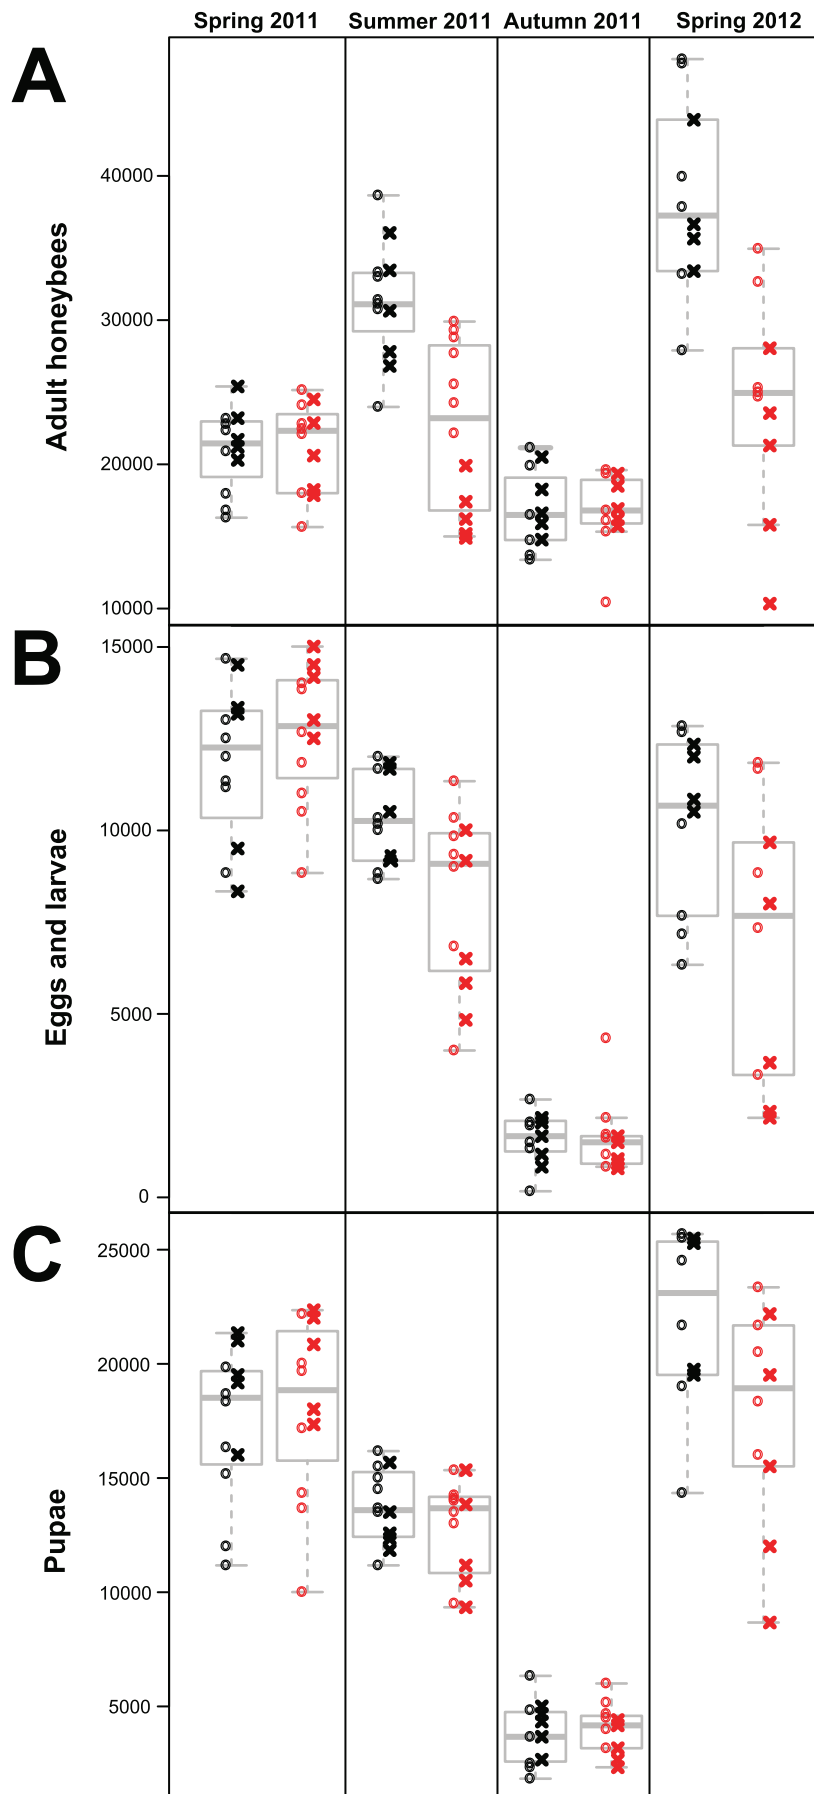 Spring 2011 Summer 2011 Autumn 2011 Spring 2012
A
Adult honeybees
40000
30000
20000
10000
B
Eggs and larvae
15000
10000
5000
0
C
Pupae
25000
20000
15000
10000
5000